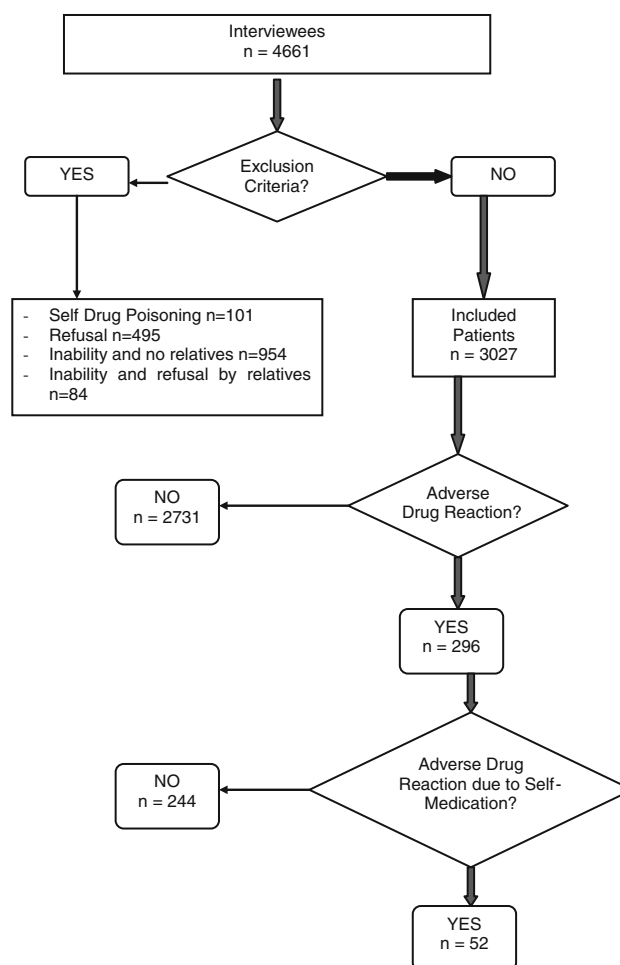 Interviewees
n = 4661
Exclusion
Criteria?
YES
NO
- Self Drug Poisoning n=101
- Refusal n=495
- Inability and no relatives n=954
- Inability and refusal by relatives
n=84
Included
Patients
n = 3027
Adverse
Drug Reaction?
NO
n = 2731
YES
n = 296
Adverse Drug
Reaction due to Self-
Medication?
NO
n = 244
YES
n = 52